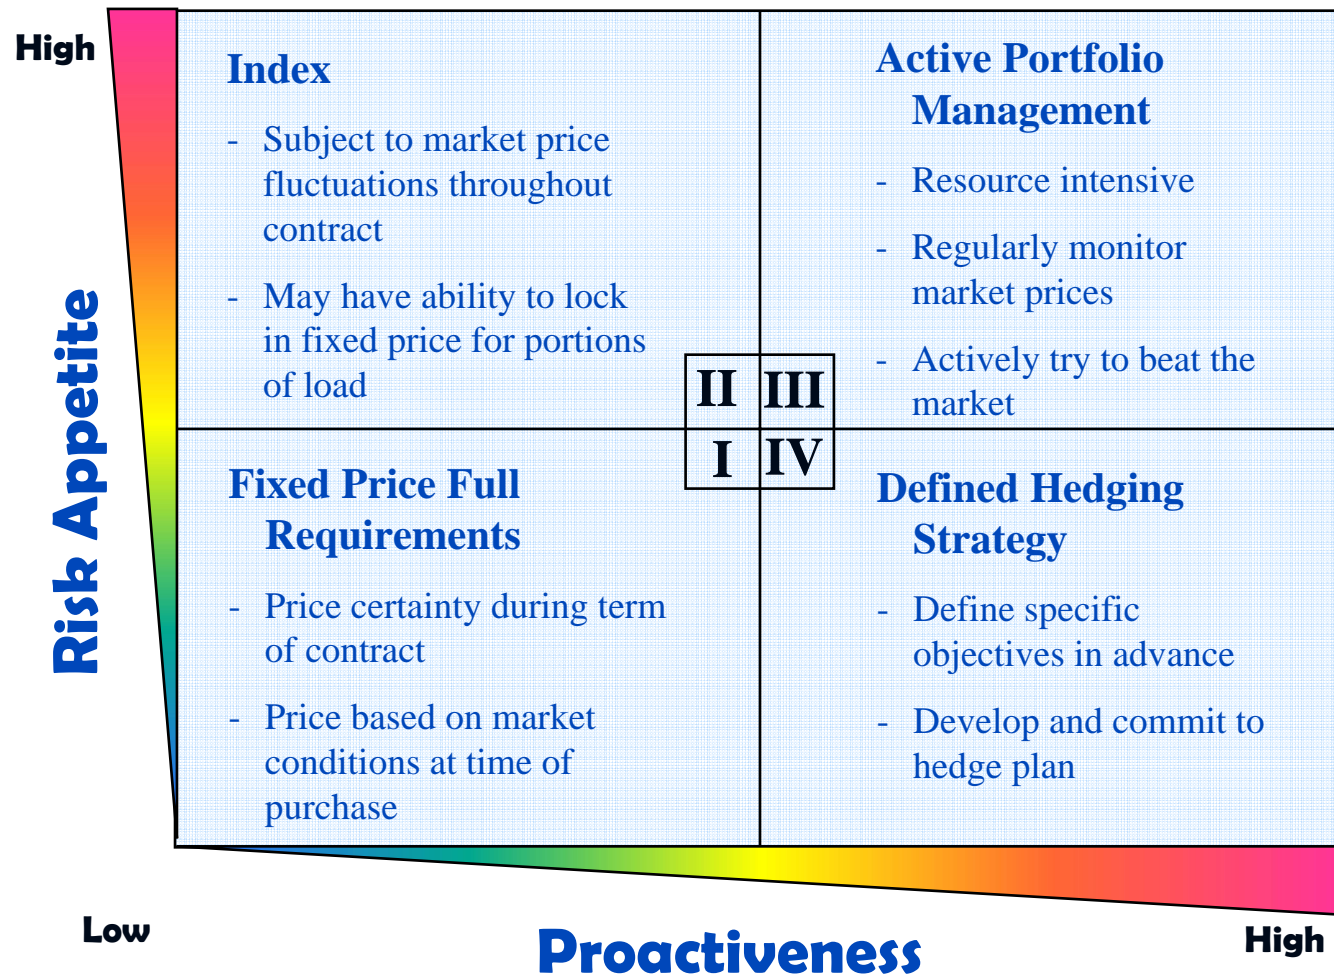 High
Risk Appetite
Index
- Subject to market price
fluctuations throughout
contract
- May have ability to lock
in fixed price for portions
of load
Active Portfolio
Management
- Resource intensive
- Regularly monitor
market prices
- Actively try to beat the
market
II III
I IV
Fixed Price Full
Requirements
- Price certainty during term
of contract
- Price based on market
conditions at time of
purchase
Defined Hedging
Strategy
- Define specific
objectives in advance
- Develop and commit to
hedge plan
Low
Proactiveness
High